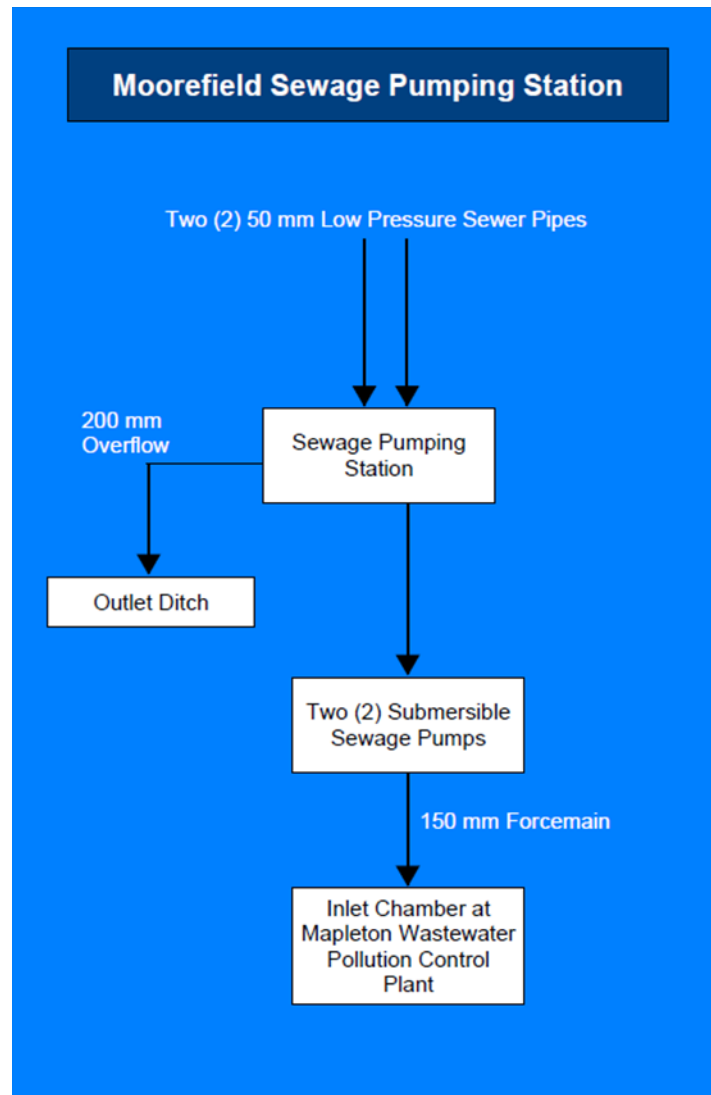 Moorefield Sewage Pumping Station
Two (2) 50 mm Low Pressure Sewer Pipes
200 mm
Overflow
Sewage Pumping
Station
Outlet Ditch
Two (2) Submersible
Sewage Pumps
150 mm Forcemain
Inlet Chamber at
Mapleton Wastewater
Pollution Control
Plant